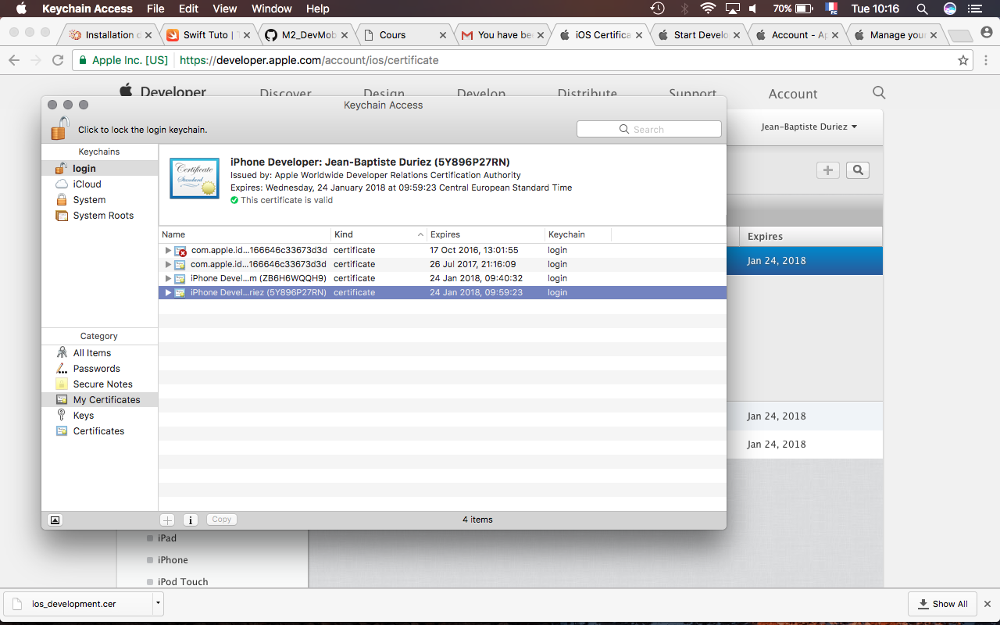 Keychain Access File Edit View Window Help 70% Tue 10:16
Installation d Swift Tuto | T M2_DevMob Cours You have be iOS Certifica Start Develo Account - Ap Manage your
Apple Inc. [US] https://developer.apple.com/account/ios/certificate
Developer Discover Design Develop Distribute Support Account
Keychain Access
Click to lock the login keychain. Search
Jean-Baptiste Duriez
Keychains
login
iCloud
System
System Roots
Certificate
Standard
iPhone Developer: Jean-Baptiste Duriez (5Y896P27RN)
Issued by: Apple Worldwide Developer Relations Certification Authority
Expires: Wednesday, 24 January 2018 at 09:59:23 Central European Standard Time
This certificate is valid
Name Kind Expires Keychain
com.apple.id...166646c33673d3d certificate 17 Oct 2016, 13:01:55 login
com.apple.id...166646c33673d3d certificate 26 Jul 2017, 21:16:09 login
iPhone Devel...m (ZB6H6WQQH9) certificate 24 Jan 2018, 09:40:32 login
iPhone Devel...riez (5Y896P27RN) certificate 24 Jan 2018, 09:59:23 login
Expires
Jan 24, 2018
Jan 24, 2018
Jan 24, 2018
Category
All Items
Passwords
Secure Notes
My Certificates
Keys
Certificates
Copy
4 items
iPad
iPhone
iPod Touch
ios_development.cer
Show All